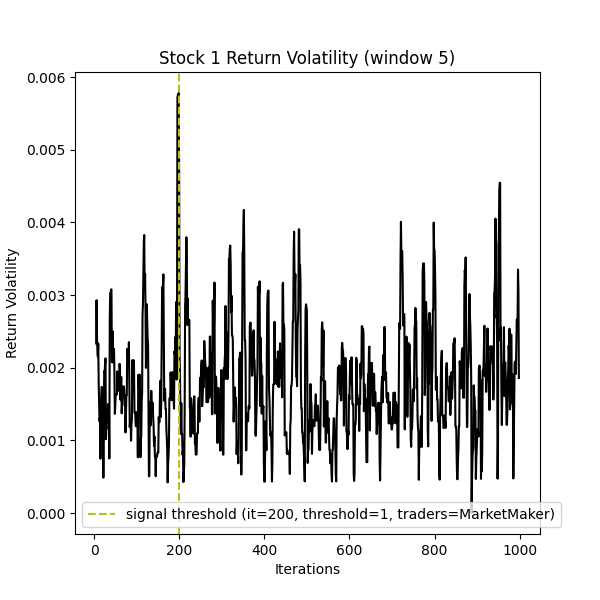 Stock 1 Return Volatility (window 5)
0.006
0.005
0.004
0.003
0.002
0.001
0.000
Return Volatility
signal threshold (it=200, threshold=1, traders=MarketMaker)
0 200 400 600 800 1000
Iterations